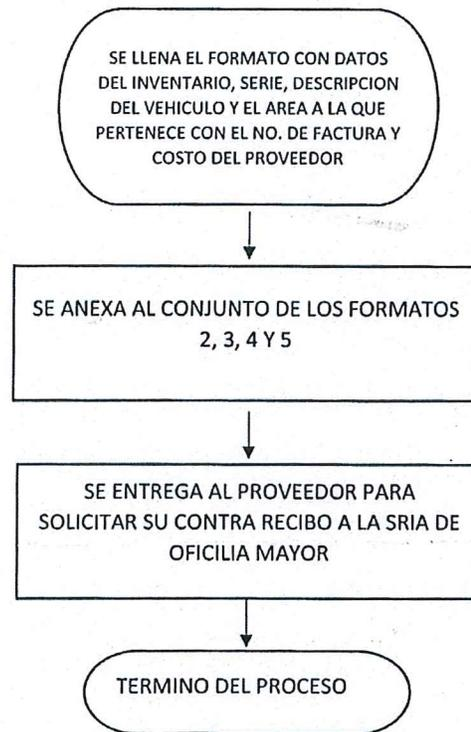 SE LLENA EL FORMATO CON DATOS
DEL INVENTARIO, SERIE, DESCRIPCION
DEL VEHICULO Y EL AREA A LA QUE
PERTENECE CON EL NO. DE FACTURA Y
COSTO DEL PROVEEDOR
SE ANEXA AL CONJUNTO DE LOS FORMATOS
2, 3, 4 Y 5
SE ENTREGA AL PROVEEDOR PARA
SOLICITAR SU CONTRA RECIBO A LA SRIA DE
OFICILIA MAYOR
TERMINO DEL PROCESO